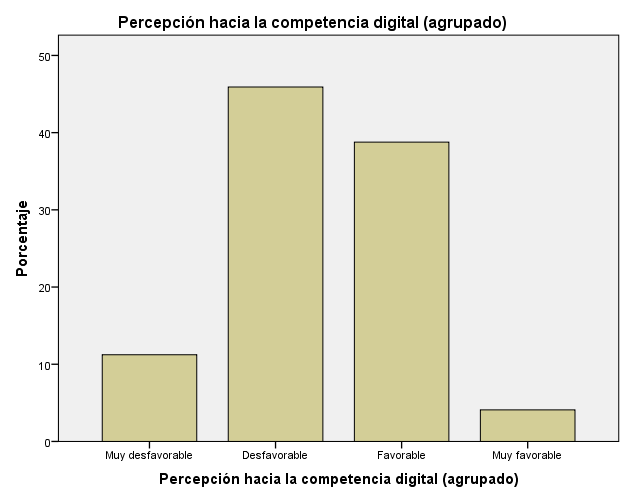 Percepción hacia la competencia digital (agrupado)
Porcentaje
50
40
30
20
10
0
Muy desfavorable
Desfavorable
Favorable
Muy favorable
Percepción hacia la competencia digital (agrupado)